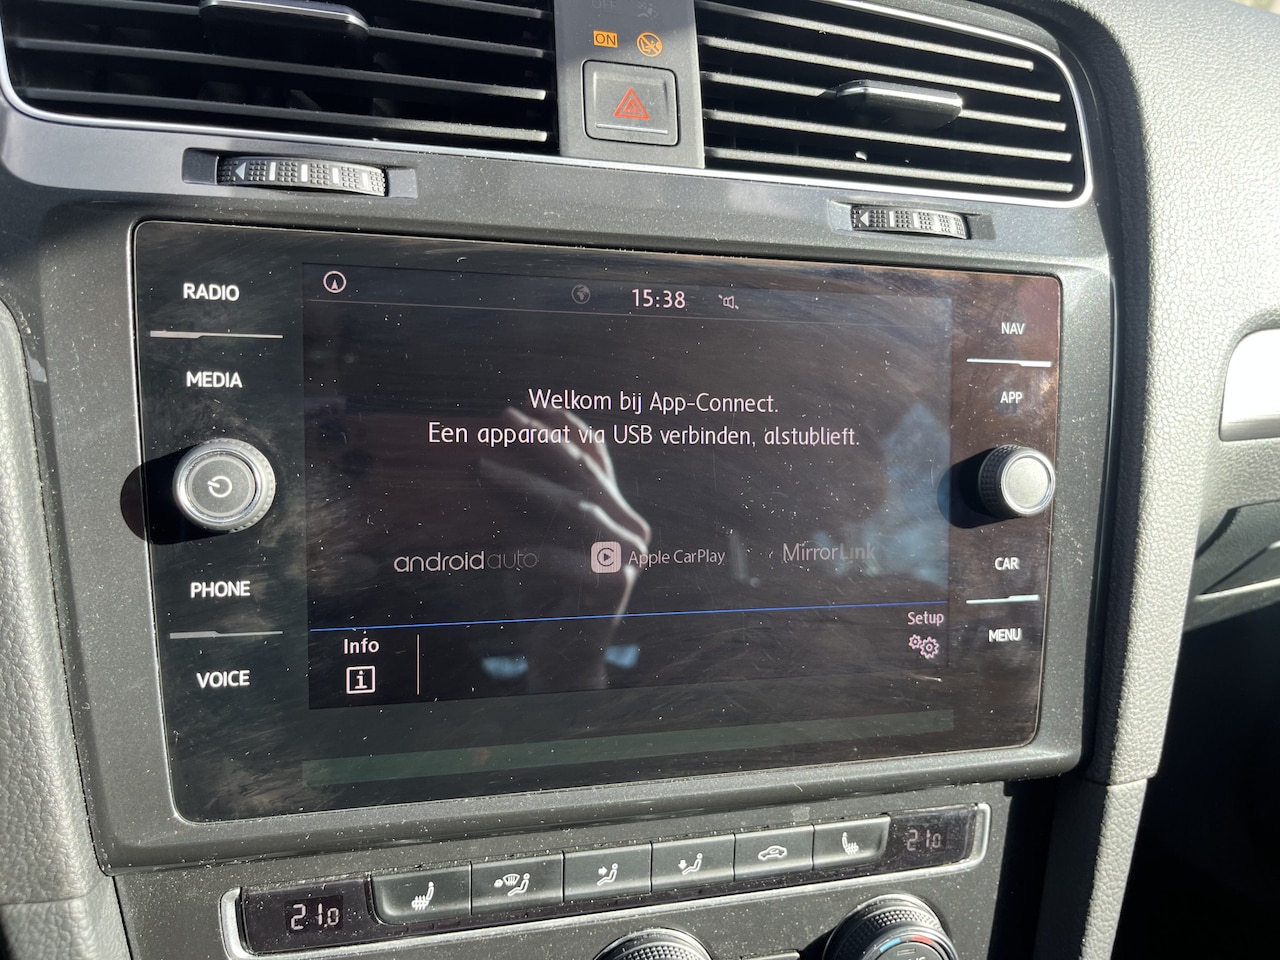 OFF
ON
RADIO
MEDIA
PHONE
VOICE
15:38
Welkom bij App-Connect.
Een apparaat via USB verbinden, alstublieft.
androidauto
Apple CarPlay
MirrorLink
Info
i
Setup
NAV
APP
CAR
MENU
21.0
21.0